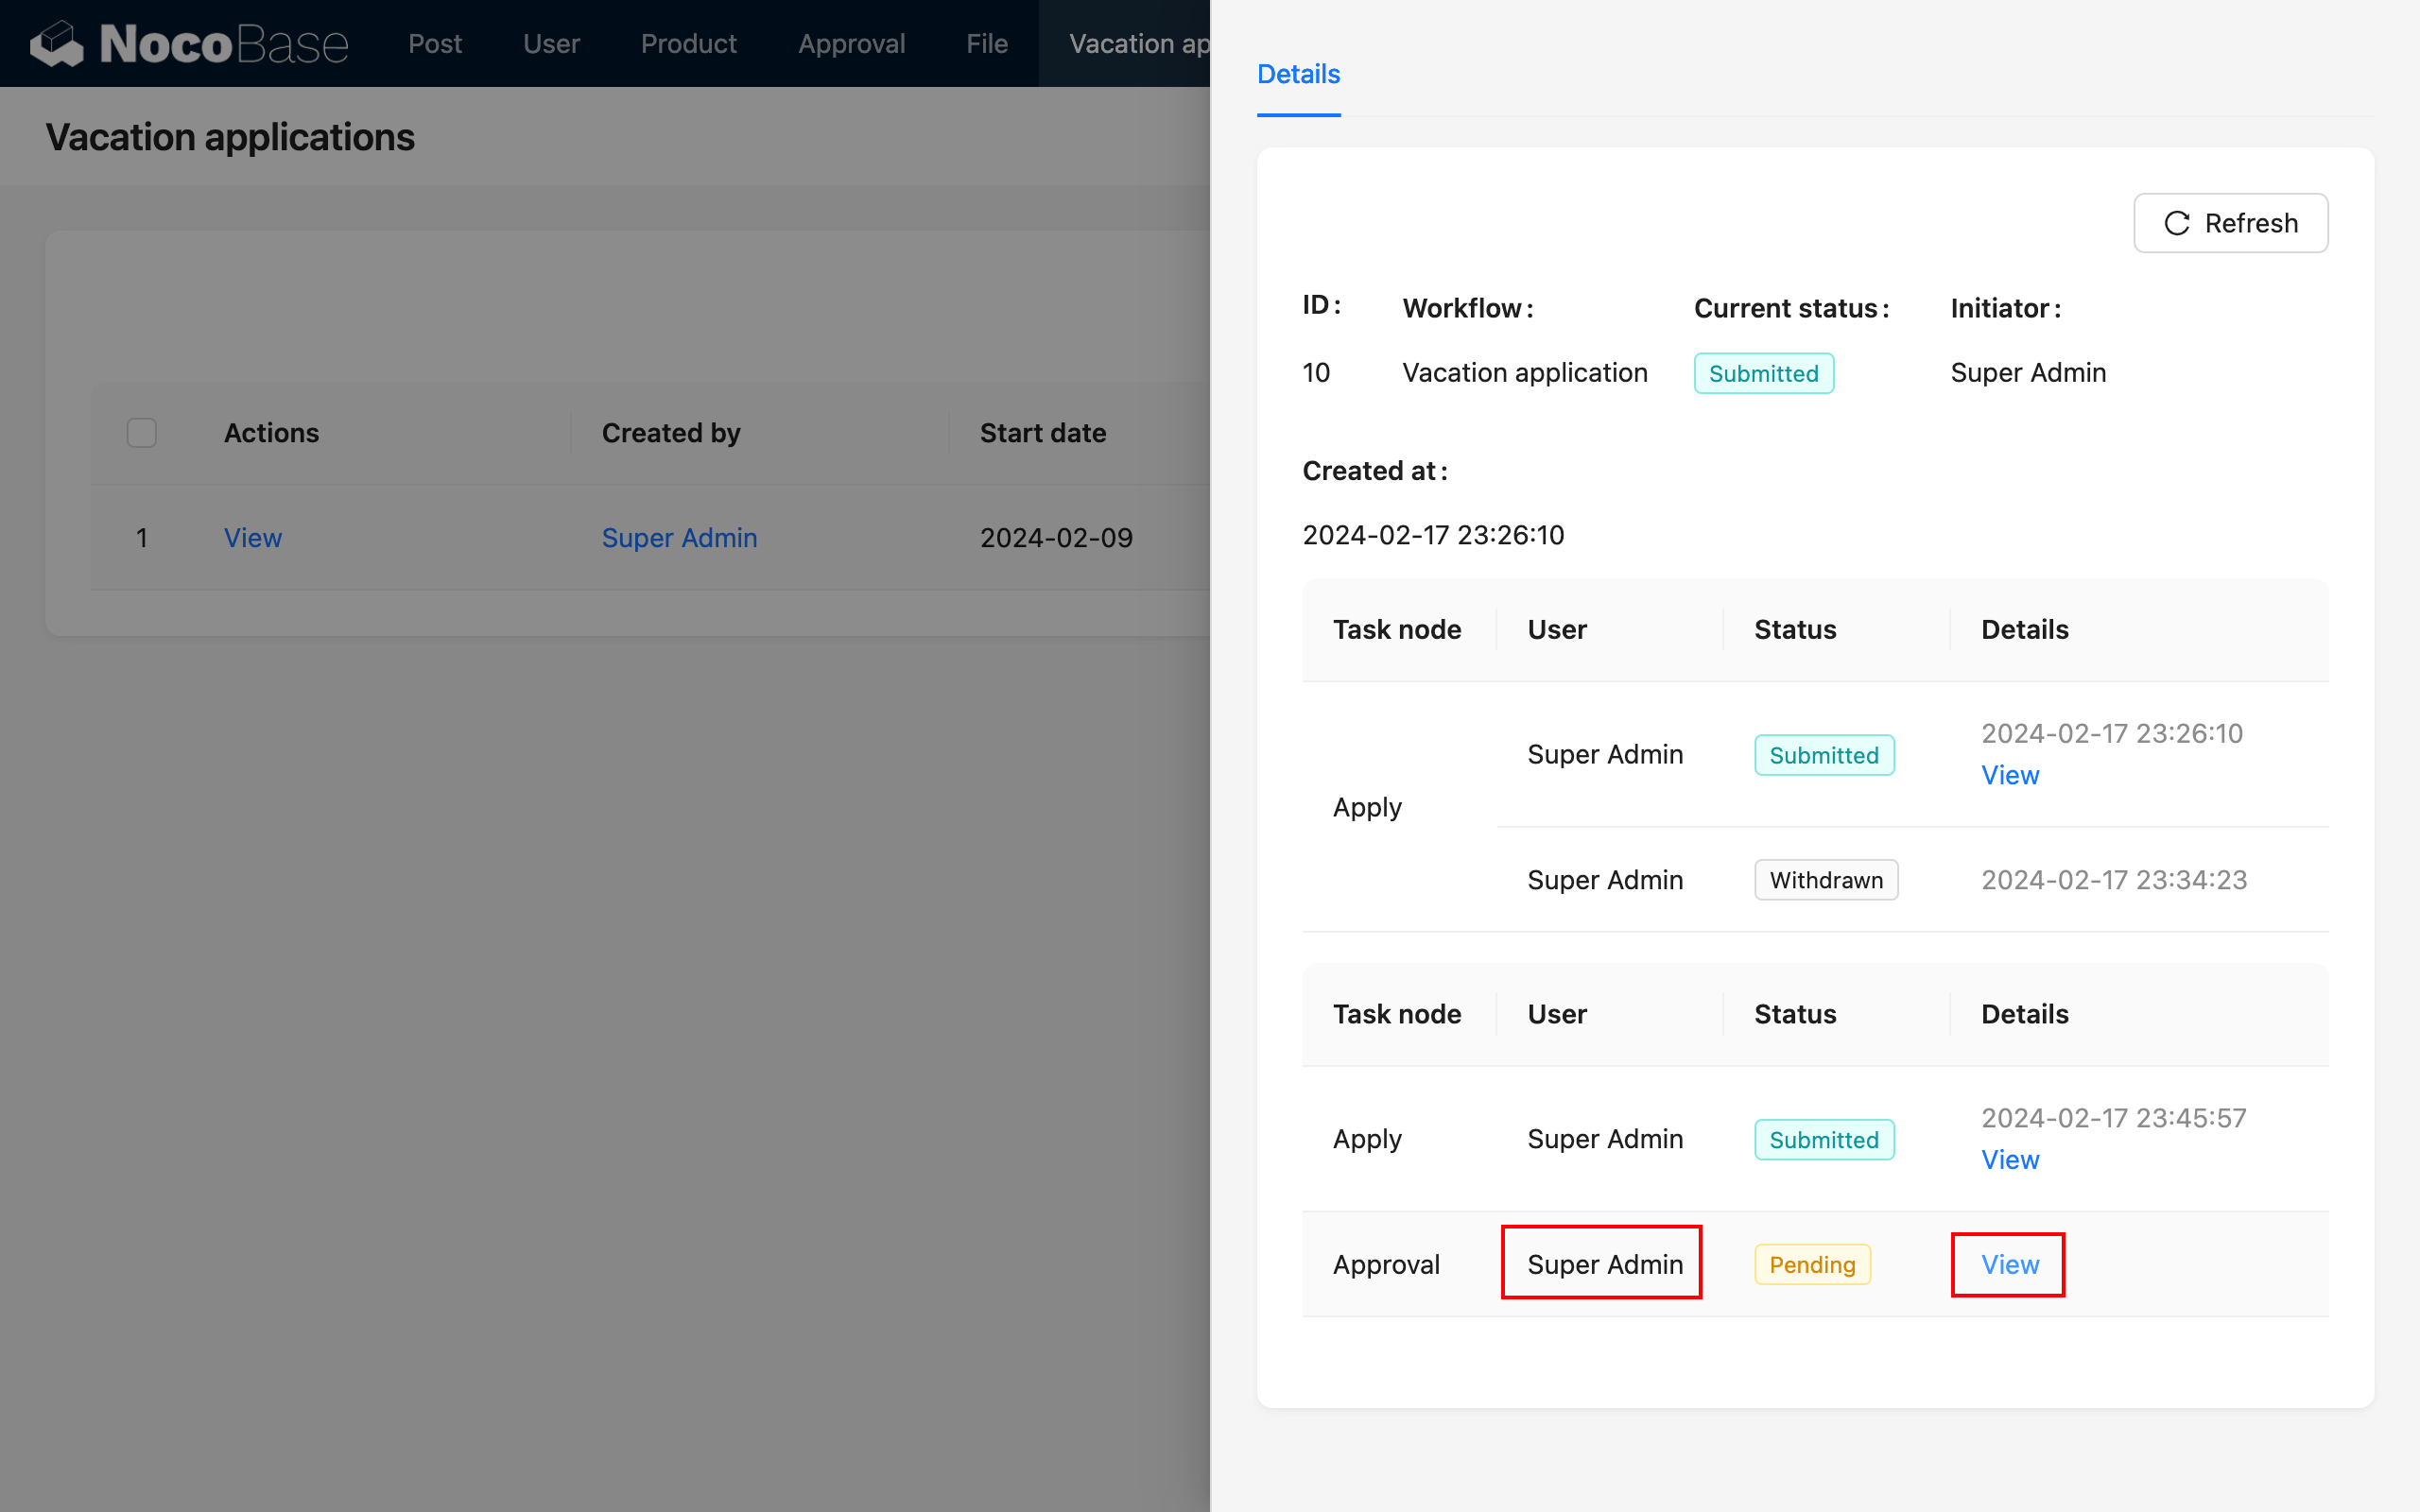 NocoBase Post User Product Approval File Vacation ap
Vacation applications
Actions Created by Start date
1 View Super Admin 2024-02-09
Details
Refresh
ID: Workflow: Current status: Initiator:
10 Vacation application Submitted Super Admin
Created at:
2024-02-17 23:26:10
Task node User Status Details
Apply
Super Admin Submitted 2024-02-17 23:26:10
View
Super Admin Withdrawn 2024-02-17 23:34:23
Task node User Status Details
Apply Super Admin Submitted 2024-02-17 23:45:57
View
Approval Super Admin Pending View